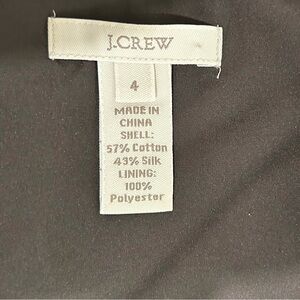 J.CREW
4
MADE IN
CHINA
SHELL:
57% Cotton
43% Silk
LINING:
100%
Polyester